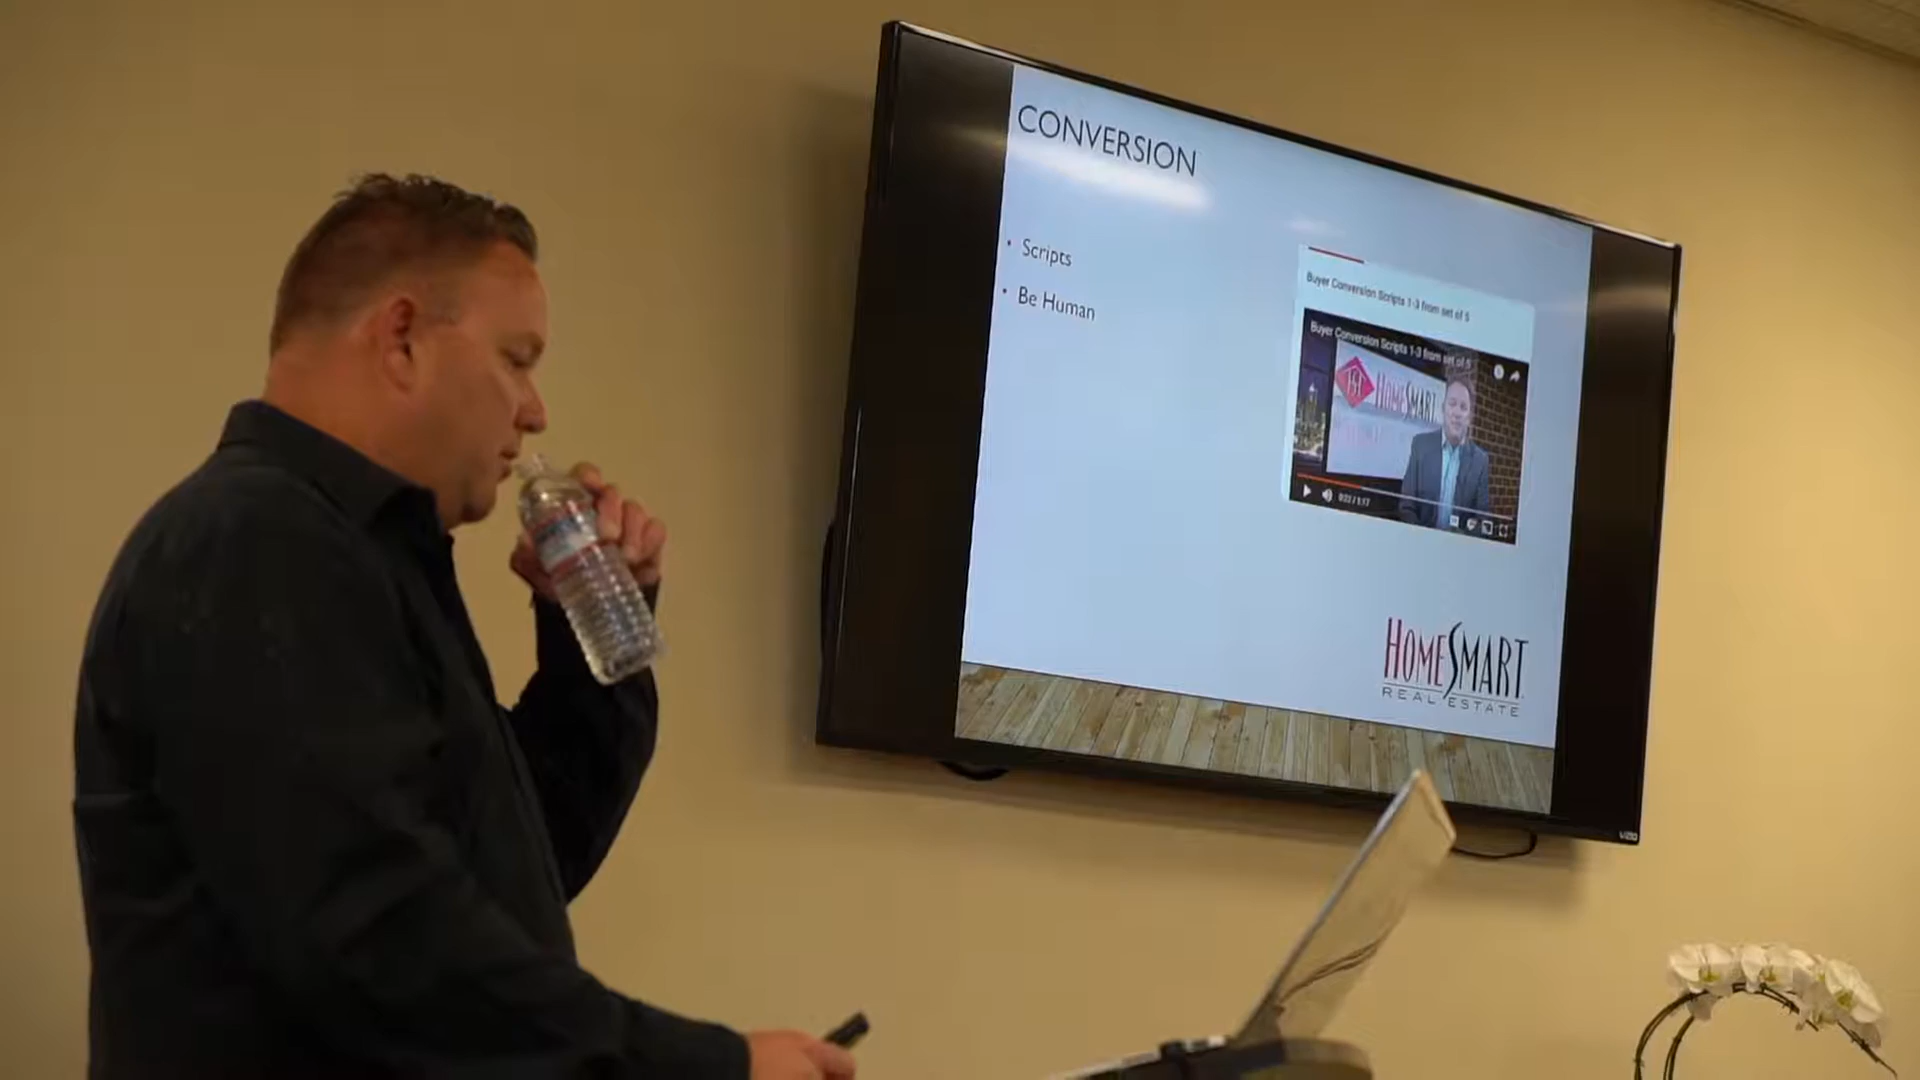 CONVERSION
• Scripts
• Be Human
Buyer Conversion Scripts 1-3 from set of 5
Buyer Conversion Scripts 1-3 from set of 5
HOMESMART
HOMESMART
REAL ESTATE
VIZIO